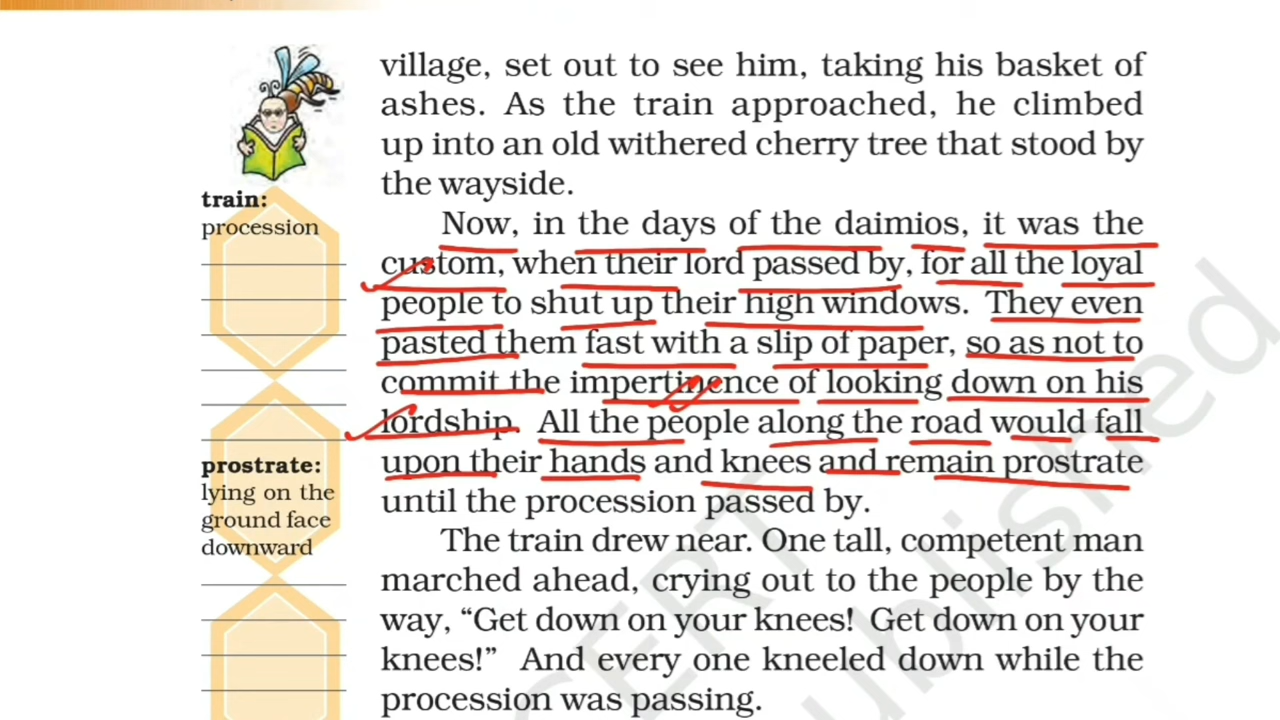 village, set out to see him, taking his basket of
ashes. As the train approached, he climbed
up into an old withered cherry tree that stood by
the wayside.
train:
procession
Now, in the days of the daimios, it was the
custom, when their lord passed by, for all the loyal
people to shut up their high windows. They even
pasted them fast with a slip of paper, so as not to
commit the impertinence of looking down on his
lordship. All the people along the road would fall
upon their hands and knees and remain prostrate
until the procession passed by.
prostrate:
lying on the
ground face
downward
The train drew near. One tall, competent man
marched ahead, crying out to the people by the
way, “Get down on your knees! Get down on your
knees!” And every one kneeled down while the
procession was passing.